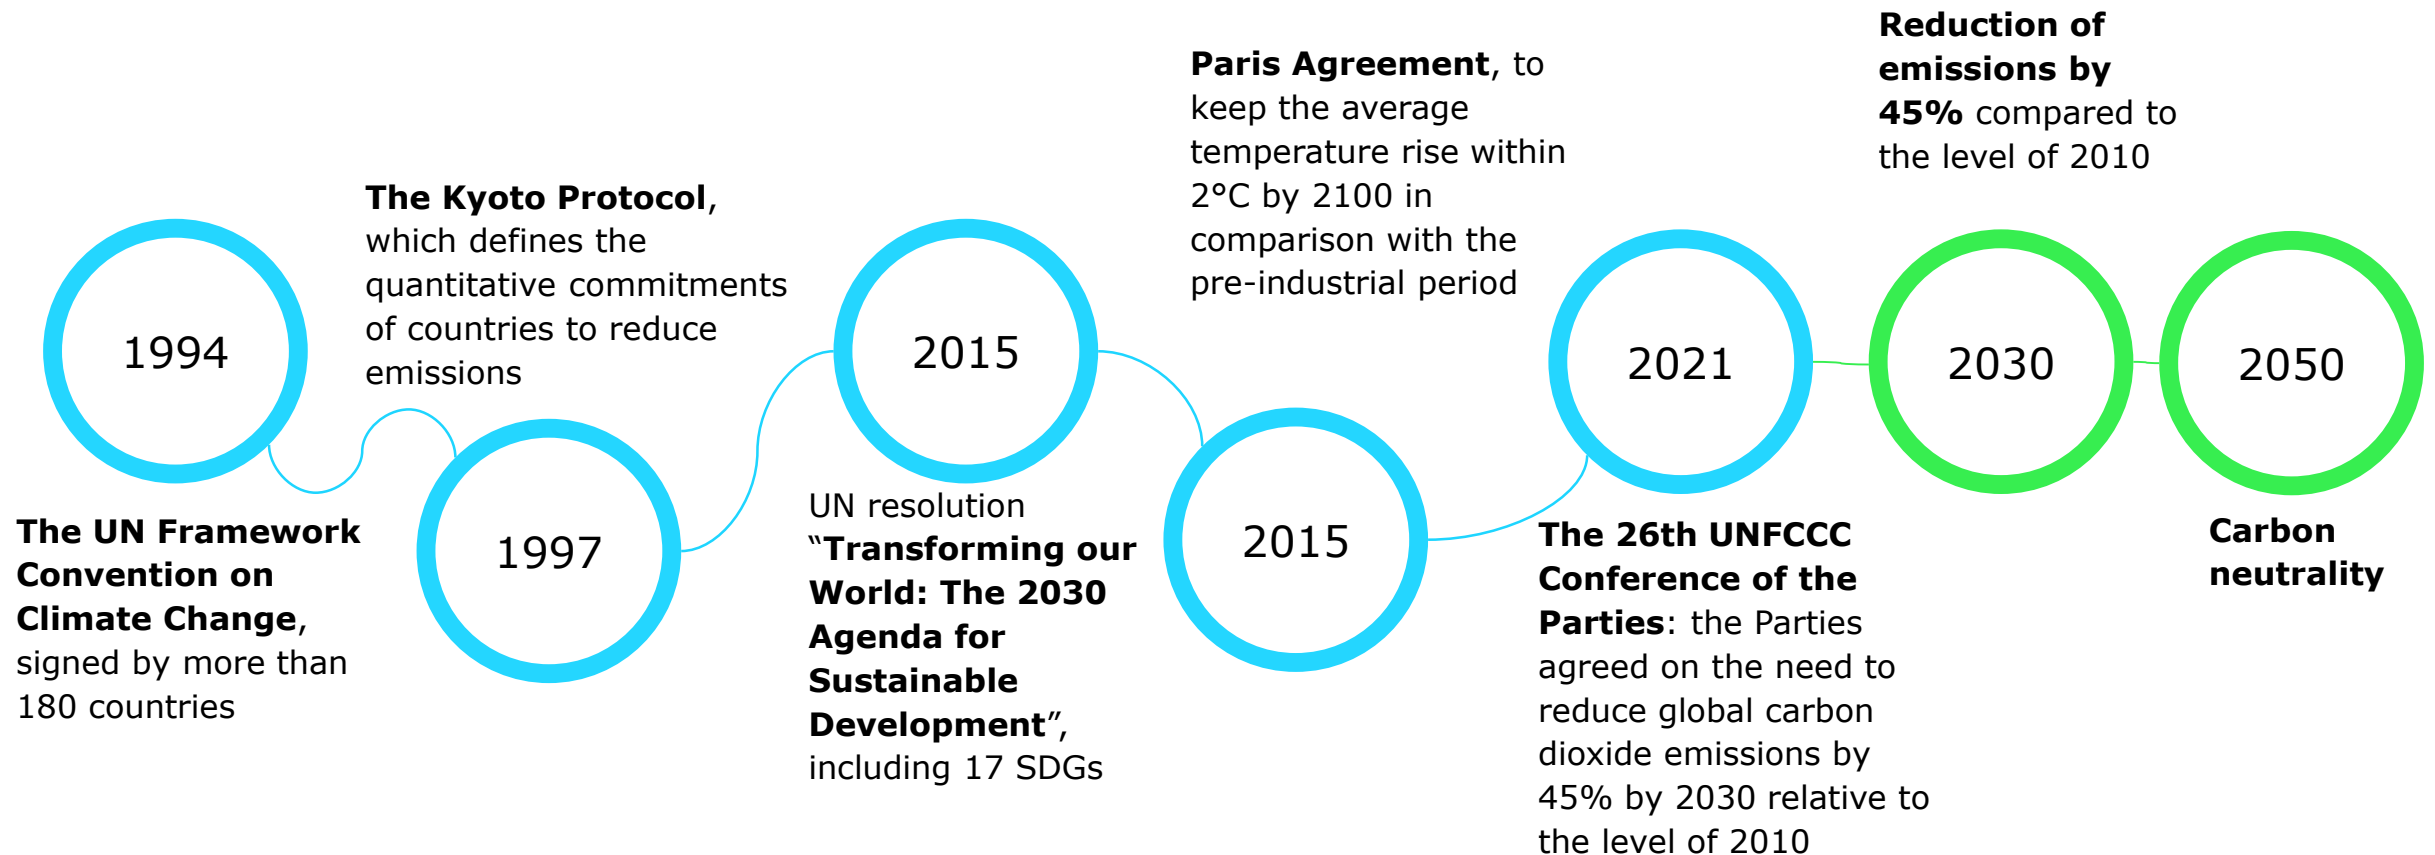 1994
The UN Framework
Convention on
Climate Change,
signed by more than
180 countries
The Kyoto Protocol,
which defines the
quantitative commitments
of countries to reduce
emissions
1997
2015
UN resolution
“Transforming our
World: The 2030
Agenda for
Sustainable
Development”,
including 17 SDGs
Paris Agreement, to
keep the average
temperature rise within
2°C by 2100 in
comparison with the
pre-industrial period
2015
2021
The 26th UNFCCC
Conference of the
Parties: the Parties
agreed on the need to
reduce global carbon
dioxide emissions by
45% by 2030 relative to
the level of 2010
Reduction of
emissions by
45% compared to
the level of 2010
2030
2050
Carbon
neutrality